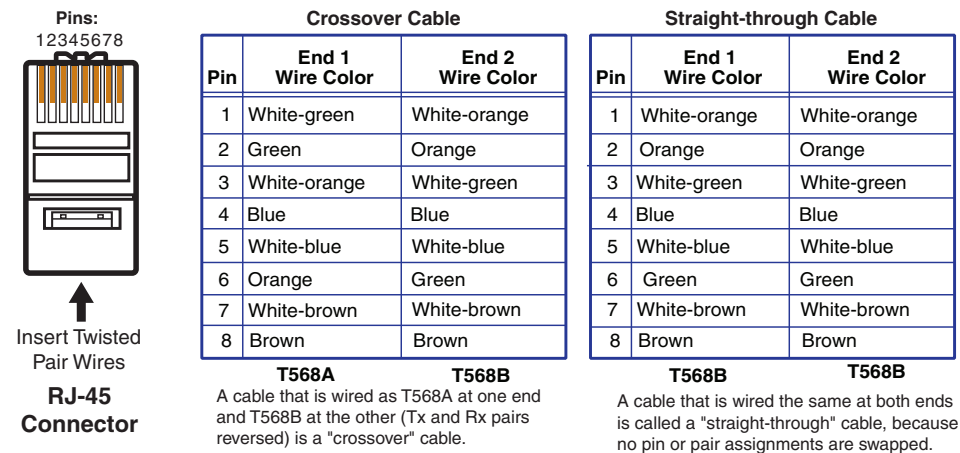 Pins:
12345678
Insert Twisted
Pair Wires
RJ-45
Connector
Crossover Cable
Pin End 1 Wire Color End 2 Wire Color
1 White-green White-orange
2 Green Orange
3 White-orange White-green
4 Blue Blue
5 White-blue White-blue
6 Orange Green
7 White-brown White-brown
8 Brown Brown
T568A T568B
A cable that is wired as T568A at one end
and T568B at the other (Tx and Rx pairs
reversed) is a "crossover" cable.
Straight-through Cable
Pin End 1 Wire Color End 2 Wire Color
1 White-orange White-orange
2 Orange Orange
3 White-green White-green
4 Blue Blue
5 White-blue White-blue
6 Green Green
7 White-brown White-brown
8 Brown Brown
T568B T568B
A cable that is wired the same at both ends
is called a "straight-through" cable, because
no pin or pair assignments are swapped.